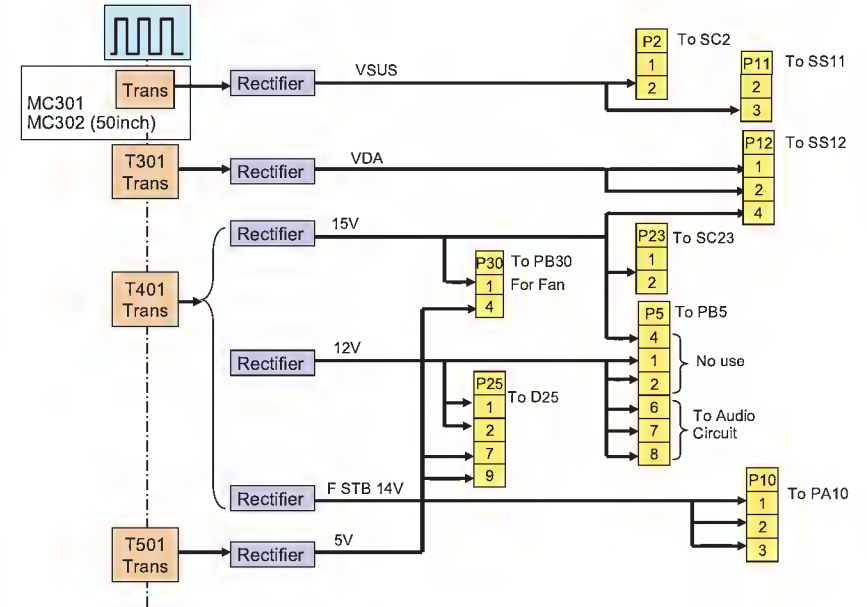 P2
To SC2
1
2
P11
To SS11
2
3
Trans
Rectifier
VSUS
MC301
MC302 (50inch)
T301
Trans
Rectifier
VDA
P12
To SS12
1
2
4
Rectifier
15V
P23
To SC23
1
2
P30
To PB30
1
For Fan
4
T401
Trans
P5
To PB5
4
1
2
No use
6
7
8
To Audio
Circuit
Rectifier
12V
P25
To D25
1
2
7
9
Rectifier
F STB 14V
P10
To PA10
1
2
3
T501
Trans
Rectifier
5V